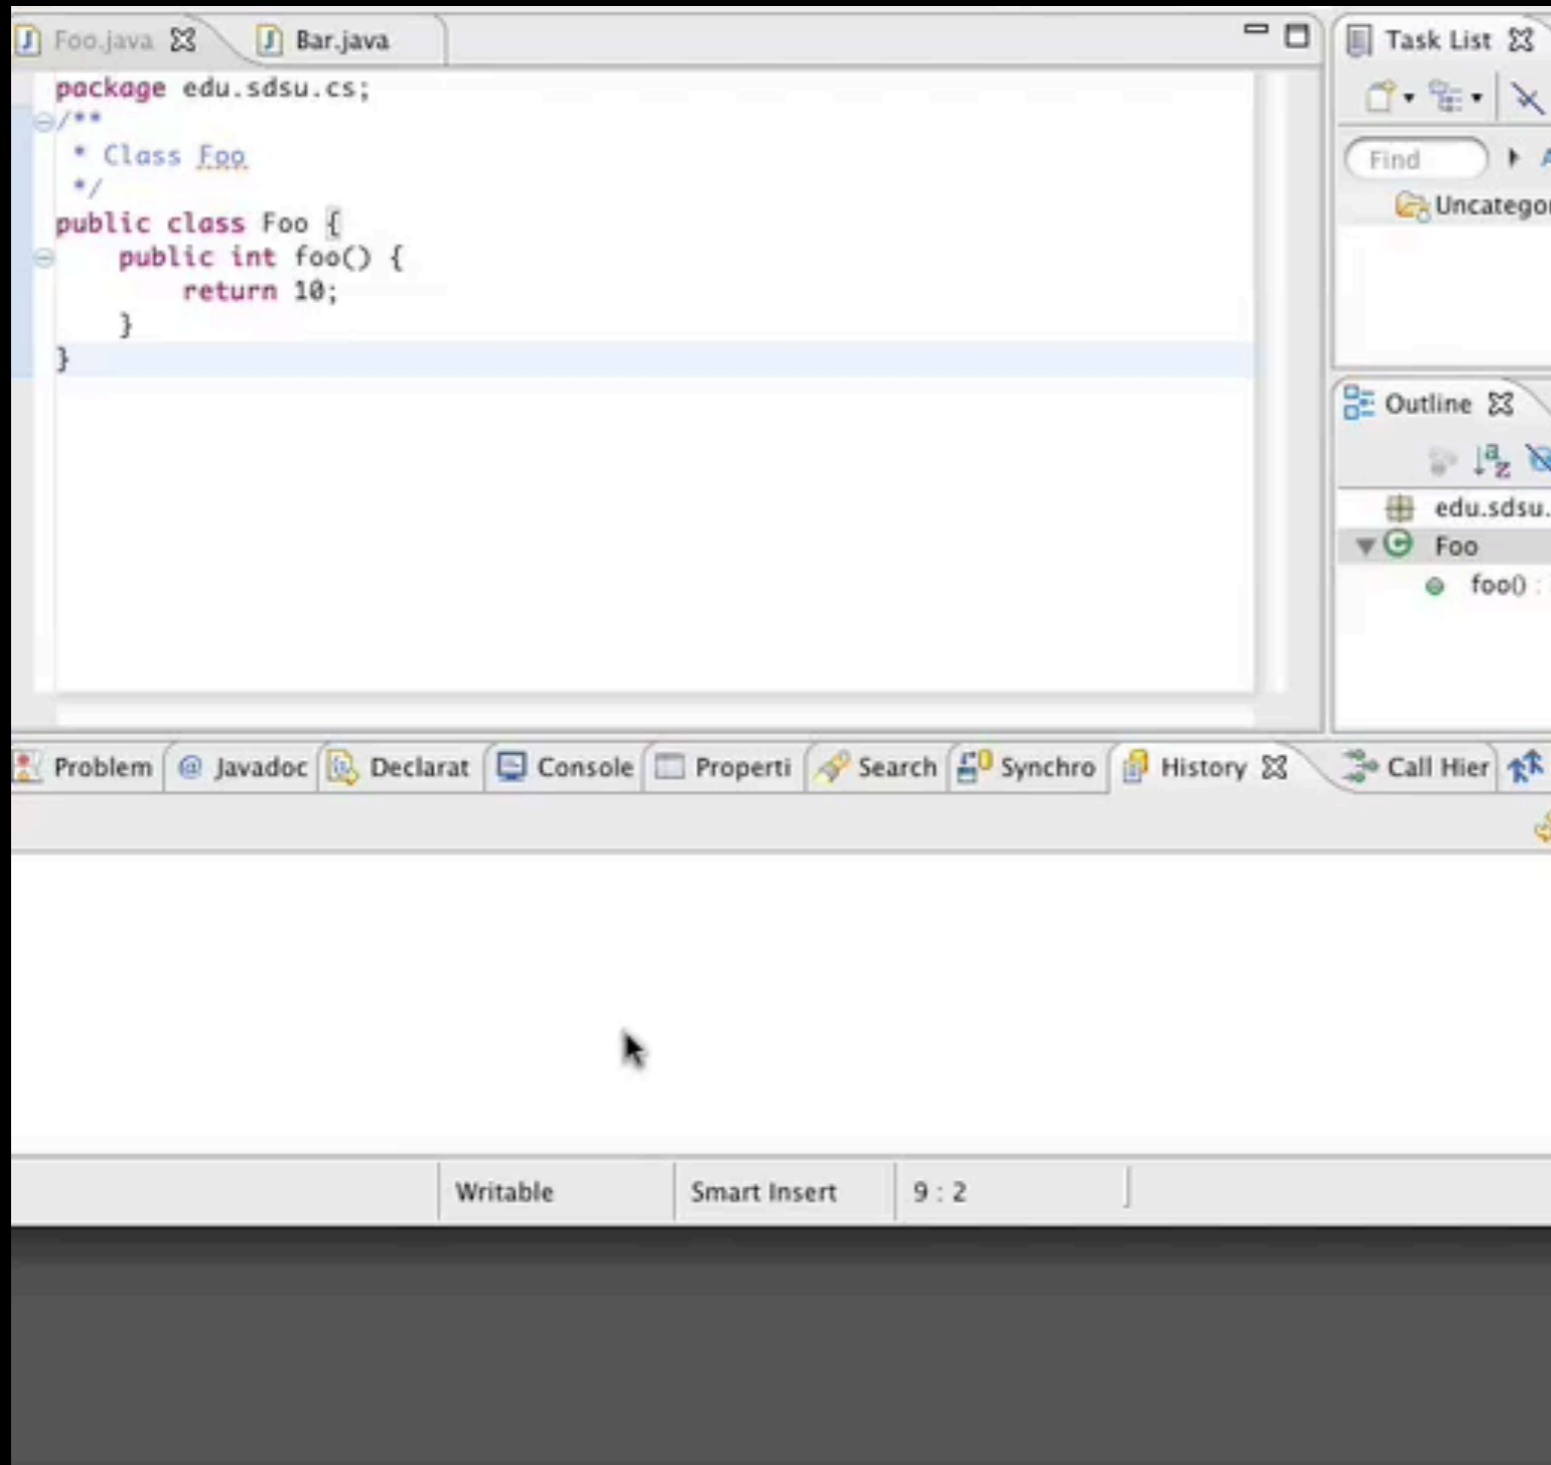 Foo.java Bar.java
package edu.sdsu.cs;
/**
 * Class Foo
 */
public class Foo {
    public int foo() {
        return 10;
    }
}
Task List
Find
Uncategor
Outline
edu.sdsu.
Foo
foo() :
Problem @ Javadoc Declarat Console Properti Search Synchro History Call Hier
Writable Smart Insert 9 : 2